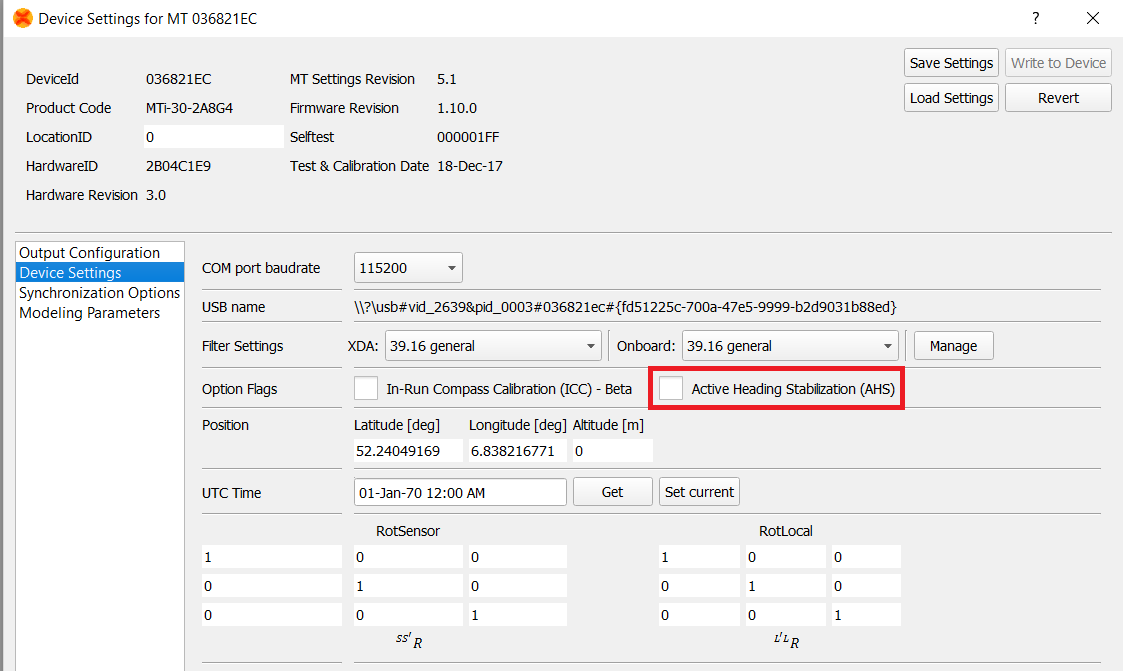 Device Settings for MT 036821EC
?
DeviceId 036821EC MT Settings Revision 5.1
Save Settings Write to Device
Product Code MTi-30-2A8G4 Firmware Revision 1.10.0
Load Settings Revert
LocationID 0 Selftest 000001FF
HardwareID 2B04C1E9 Test & Calibration Date 18-Dec-17
Hardware Revision 3.0
Output Configuration
Device Settings
Synchronization Options
Modeling Parameters
COM port baudrate 115200
USB name \\?\usb#vid_2639&pid_0003#036821ec#{fd51225c-700a-47e5-9999-b2d9031b88ed}
Filter Settings XDA: 39.16 general Onboard: 39.16 general Manage
Option Flags In-Run Compass Calibration (ICC) - Beta Active Heading Stabilization (AHS)
Position Latitude [deg] Longitude [deg] Altitude [m]
52.24049169 6.838216771 0
UTC Time 01-Jan-70 12:00 AM Get Set current
RotSensor RotLocal
1 0 0 1 0 0
0 1 0 0 1 0
0 0 1 0 0 1
SS'R L'LR